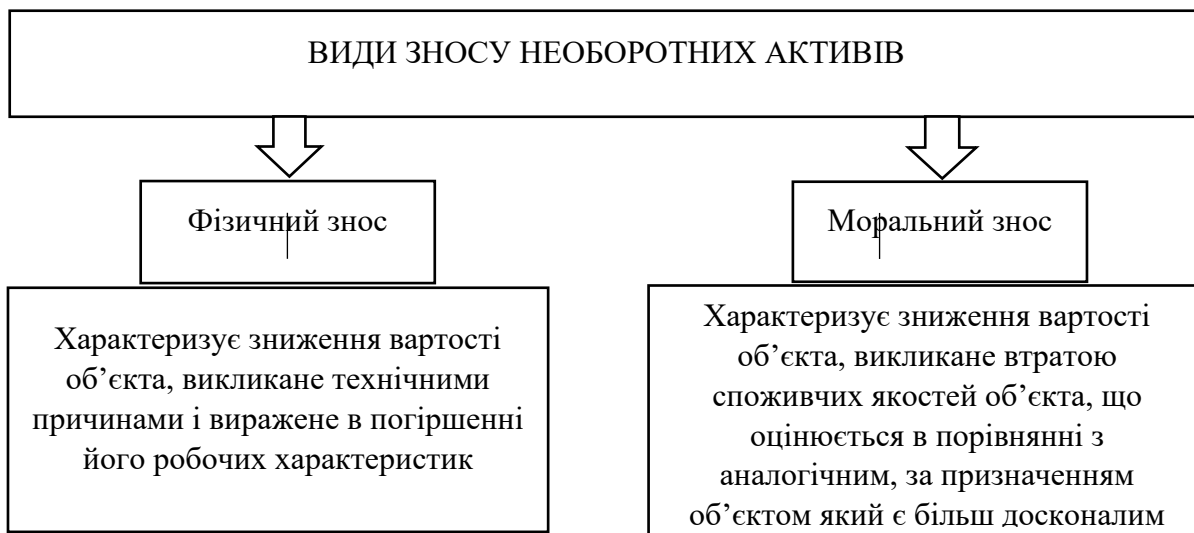 ВИДИ ЗНОСУ НЕОБОРОТНИХ АКТИВІВ
Фізичний знос
Моральний знос
Характеризує зниження вартості
об’єкта, викликане технічними
причинами і виражене в погіршенні
його робочих характеристик
Характеризує зниження вартості
об’єкта, викликане втратою
споживчих якостей об’єкта, що
оцінюється в порівнянні з
аналогічним, за призначенням
об’єктом який є більш досконалим